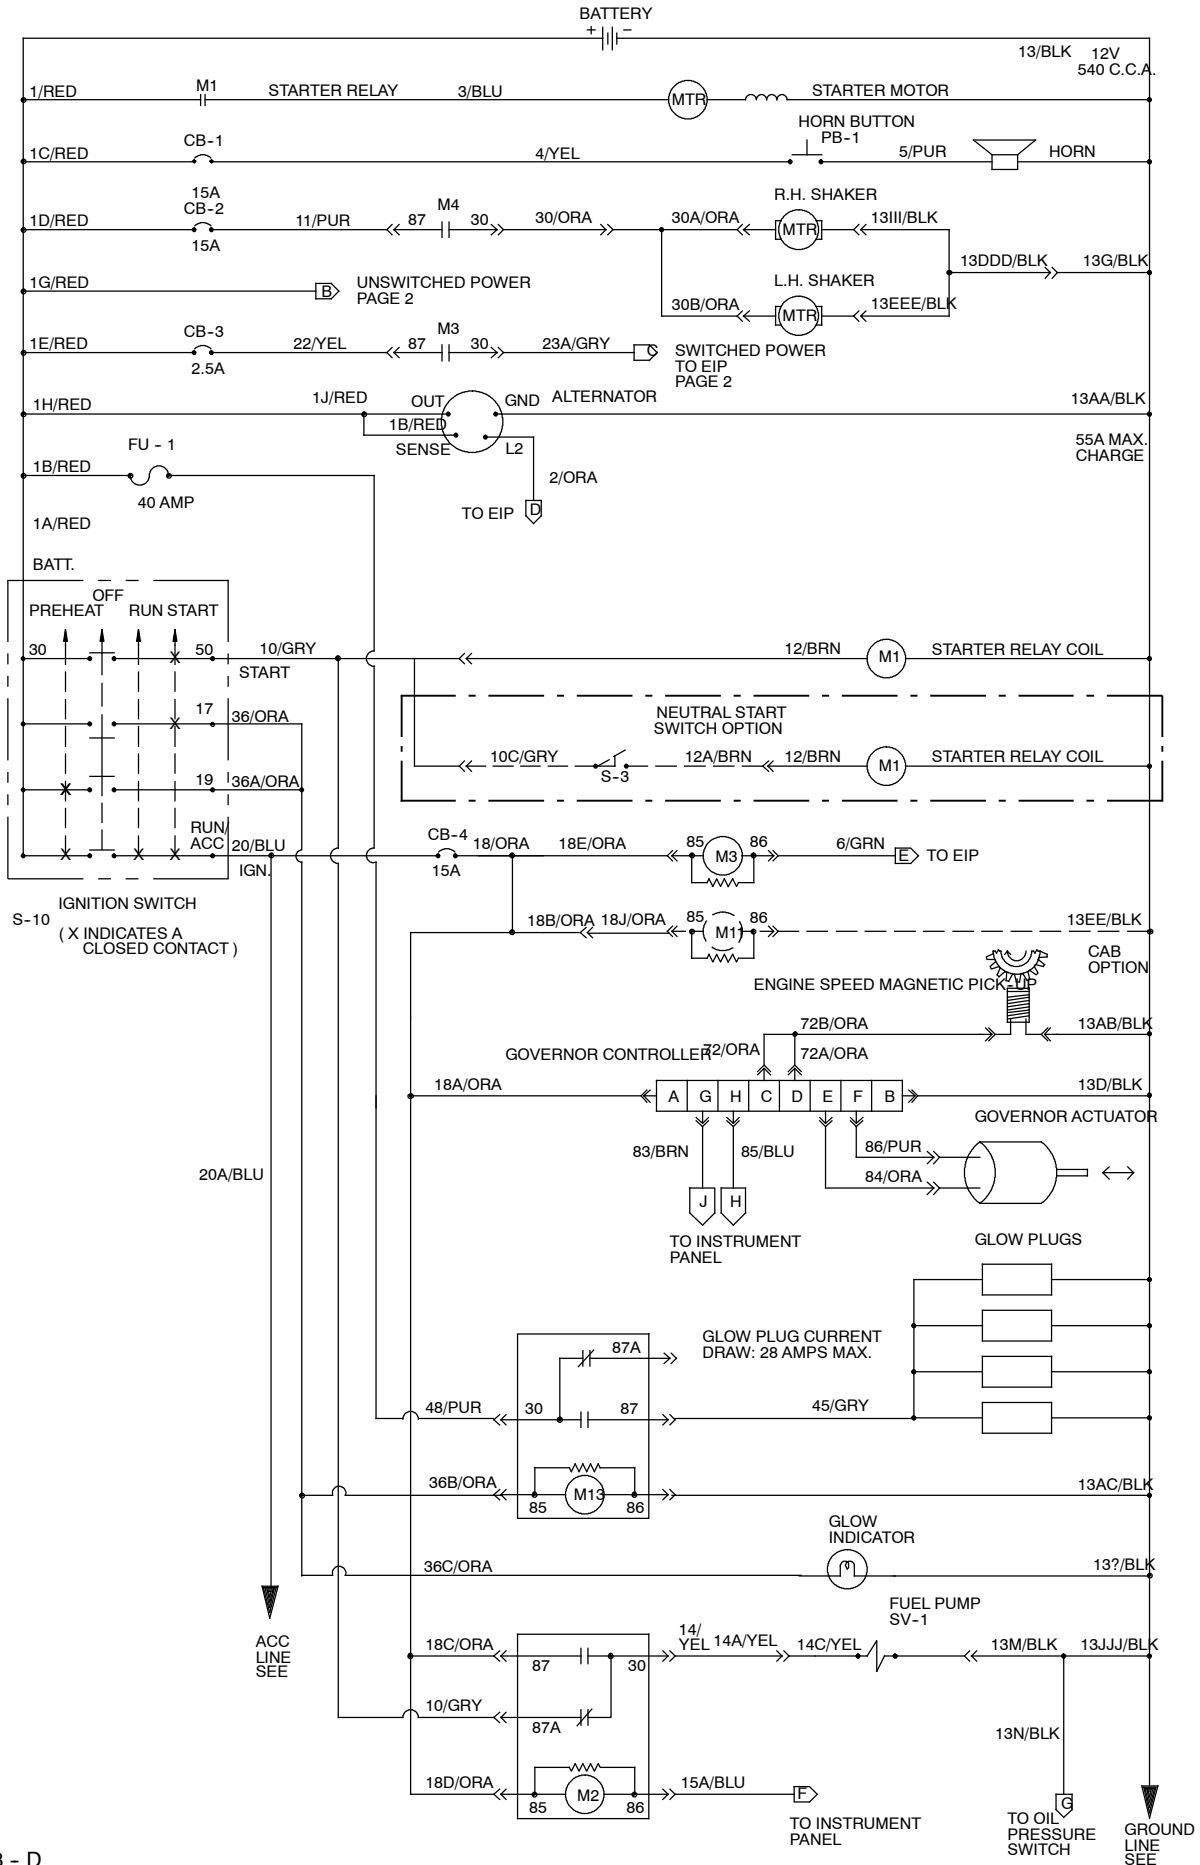 BATTERY
+ −
13/BLK 12V
540 C.C.A.
1/RED M1 STARTER RELAY 3/BLU MTR STARTER MOTOR
HORN BUTTON
PB-1
1C/RED CB-1 4/YEL 5/PUR HORN
15A
CB-2 M4 R.H. SHAKER
1D/RED 11/PUR 87 30 30/ORA 30A/ORA MTR 13III/BLK
15A
13DDD/BLK 13G/BLK
1G/RED B UNSWITCHED POWER
PAGE 2
L.H. SHAKER
30B/ORA MTR 13EEE/BLK
CB-3 M3
1E/RED 22/YEL 87 30 23A/GRY C SWITCHED POWER
TO EIP
PAGE 2
2.5A
1H/RED 1J/RED OUT GND ALTERNATOR 13AA/BLK
1B/RED
SENSE L2
55A MAX.
CHARGE
FU - 1
1B/RED
40 AMP
2/ORA
TO EIP D
1A/RED
BATT.
OFF
PREHEAT RUN START
30 50 10/GRY 12/BRN M1 STARTER RELAY COIL
START
17 36/ORA
NEUTRAL START
SWITCH OPTION
10C/GRY S-3 12A/BRN 12/BRN M1 STARTER RELAY COIL
19 36A/ORA
RUN/
ACC 20/BLU
IGN.
CB-4 18/ORA 18E/ORA 85 M3 86 6/GRN E TO EIP
15A
S-10 IGNITION SWITCH
( X INDICATES A
CLOSED CONTACT )
18B/ORA 18J/ORA 85 M11 86 13EE/BLK
CAB
OPTION
ENGINE SPEED MAGNETIC PICK-UP
72B/ORA 13AB/BLK
GOVERNOR CONTROLLER 72/ORA 72A/ORA
18A/ORA A G H C D E F B 13D/BLK
GOVERNOR ACTUATOR
83/BRN 85/BLU 86/PUR
84/ORA
20A/BLU
J H
TO INSTRUMENT
PANEL
GLOW PLUGS
87A GLOW PLUG CURRENT
DRAW: 28 AMPS MAX.
48/PUR 30 87 45/GRY
36B/ORA M13 13AC/BLK
85 86
GLOW
INDICATOR
36C/ORA 13?/BLK
FUEL PUMP
SV-1
ACC
LINE
SEE
18C/ORA 87 30 14/
YEL 14A/YEL 14C/YEL 13M/BLK 13JJJ/BLK
10/GRY 87A
13N/BLK
18D/ORA 85 M2 86 15A/BLU F
TO INSTRUMENT
PANEL
G
TO OIL
PRESSURE
SWITCH
GROUND
LINE
SEE
- D